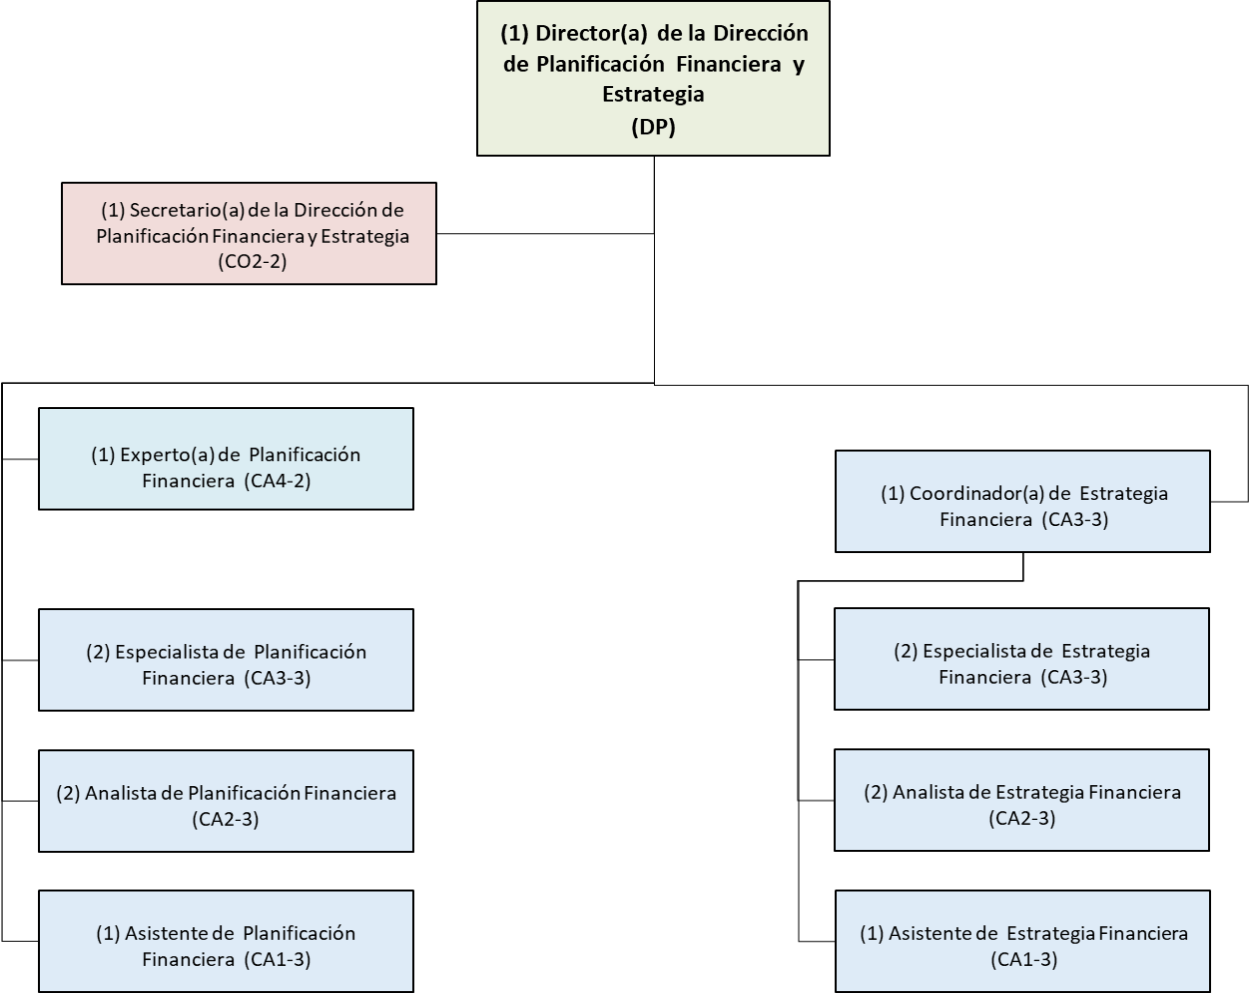 (1) Director(a) de la Dirección
de Planificación Financiera y
Estrategia
(DP)
(1) Secretario(a) de la Dirección de
Planificación Financiera y Estrategia
(CO2-2)
(1) Experto(a) de Planificación
Financiera (CA4-2)
(2) Especialista de Planificación
Financiera (CA3-3)
(2) Analista de Planificación Financiera
(CA2-3)
(1) Asistente de Planificación
Financiera (CA1-3)
(1) Coordinador(a) de Estrategia
Financiera (CA3-3)
(2) Especialista de Estrategia
Financiera (CA3-3)
(2) Analista de Estrategia Financiera
(CA2-3)
(1) Asistente de Estrategia Financiera
(CA1-3)